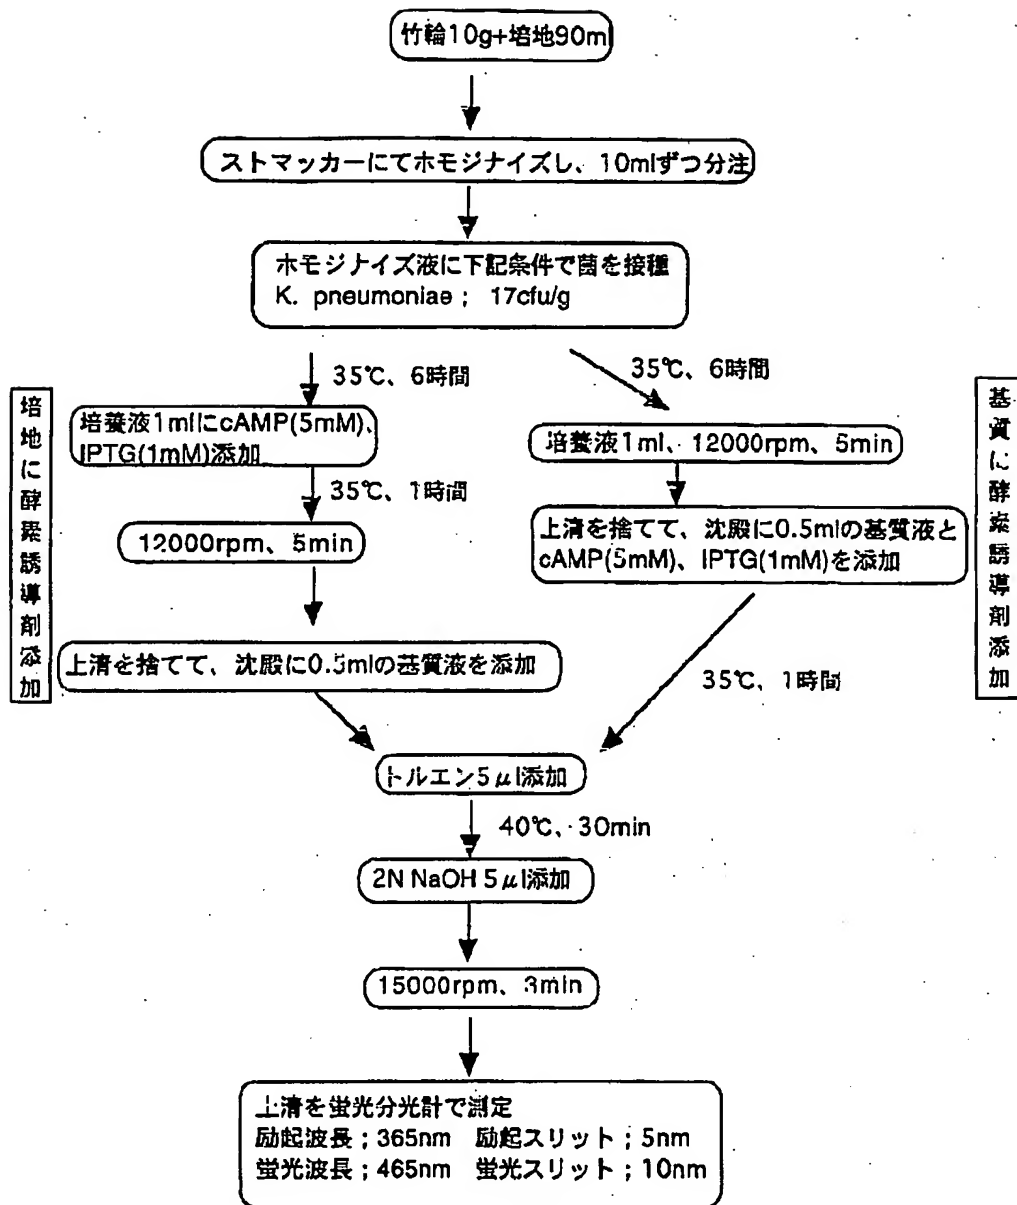 竹輪10g+培地90m
ストマッカーにてホモジナイズし、10mlずつ分注
ホモジナイズ液に下記条件で菌を接種
K. pneumoniae； 17cfu/g
35℃、6時間
35℃、6時間
培地に酵素誘導剤添加
培養液1mlにcAMP(5mM)、
IPTG(1mM)添加
35℃、1時間
12000rpm、5min
上清を捨てて、沈殿に0.5mlの基質液を添加
培養液1ml、12000rpm、5min
上清を捨てて、沈殿に0.5mlの基質液と
cAMP(5mM)、IPTG(1mM)を添加
35℃、1時間
基質に酵素誘導剤添加
トルエン5μl添加
40℃、30min
2N NaOH 5μl添加
15000rpm、3min
上清を蛍光分光計で測定
励起波長；365nm 励起スリット；5nm
蛍光波長；465nm 蛍光スリット；10nm